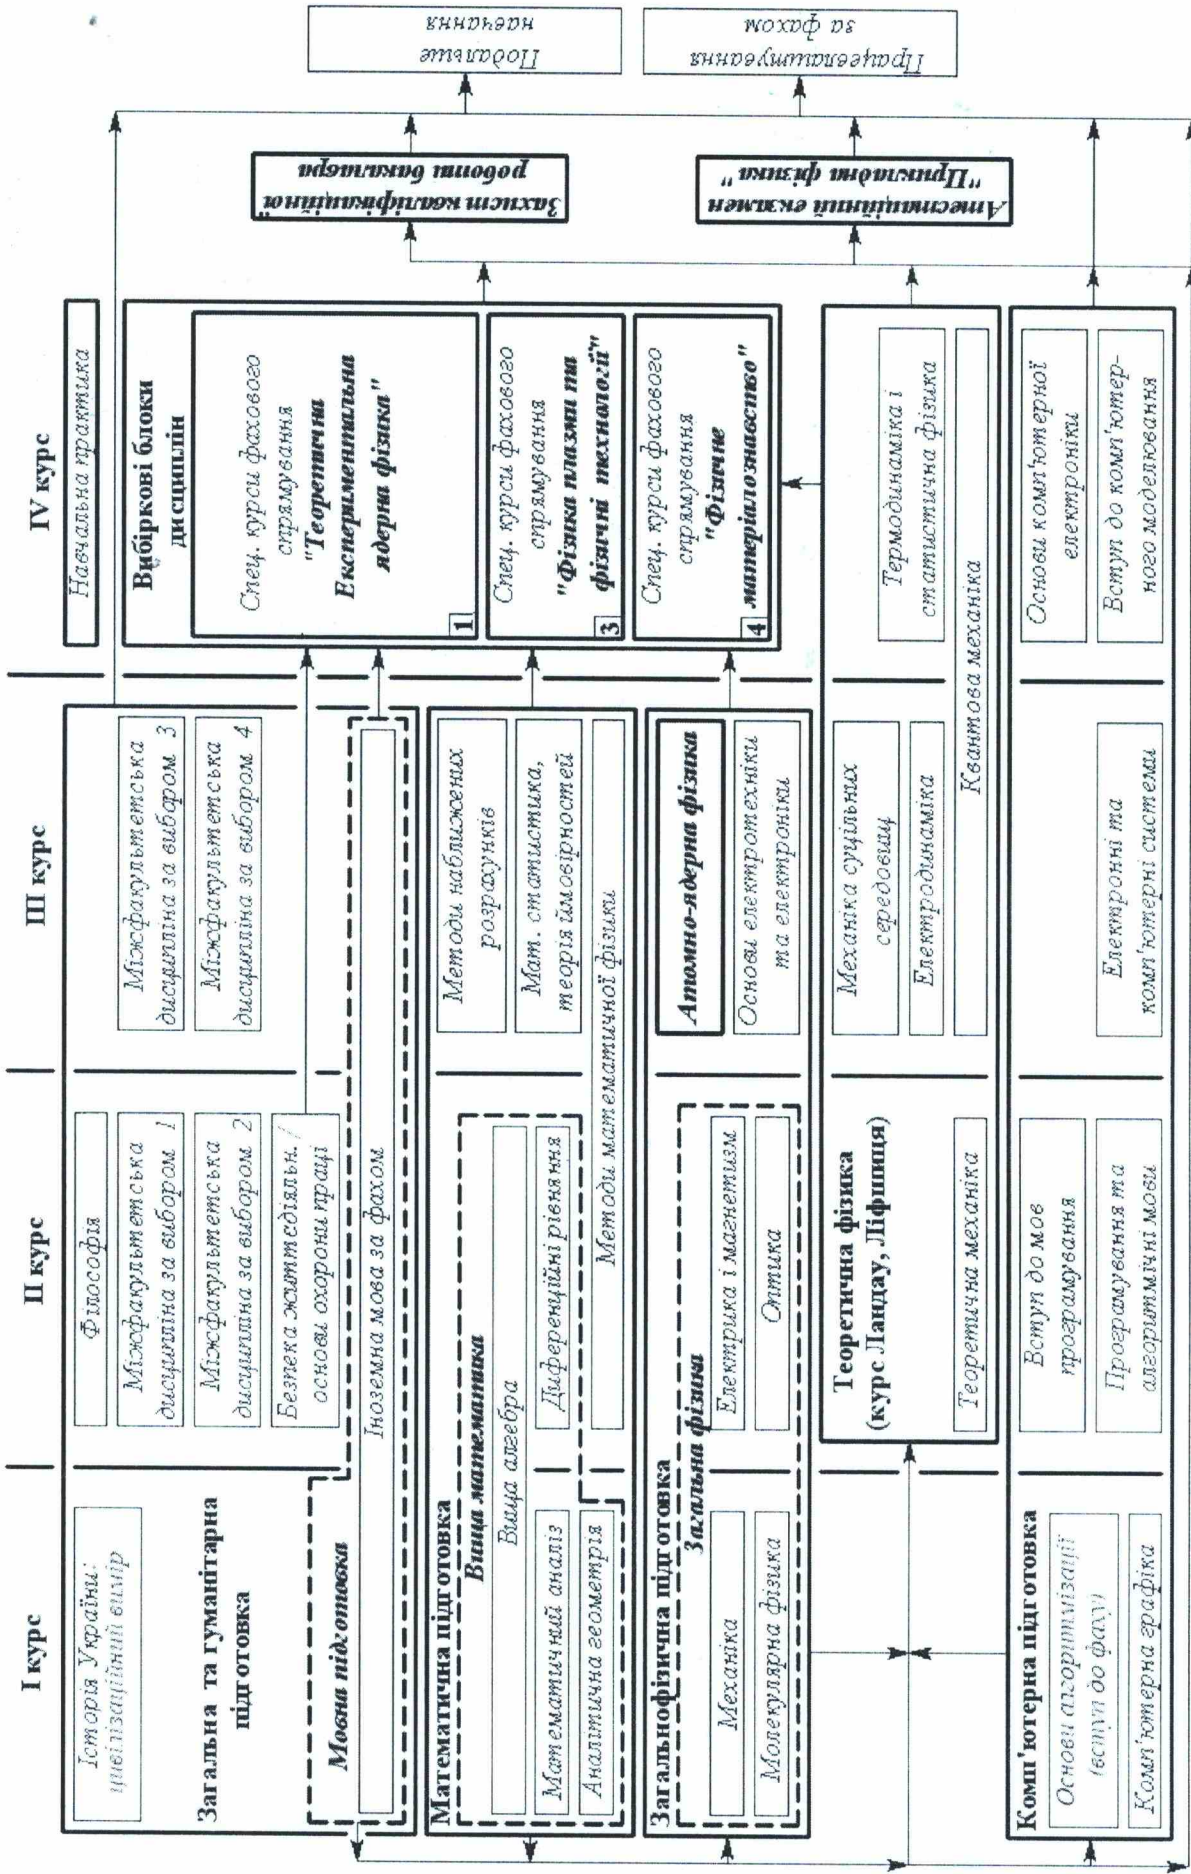 I курс
II курс
III курс
IV курс
Історія України:
цивілізаційний вимір
Загальна та гуманітарна
підготовка
Філософія
Міжфакультетська
дисципліна за вибором 1
Міжфакультетська
дисципліна за вибором 2
Безпека життєдіяльн./
основи охорони праці
Міжфакультетська
дисципліна за вибором 3
Міжфакультетська
дисципліна за вибором 4
Мовна підготовка
Іноземна мова за фахом
Математична підготовка
Вища математика
Вища алгебра
Математичний аналіз
Диференційні рівняння
Аналітична геометрія
Методи математичної фізики
Методи наближених
розрахунків
Мат. статистика,
теорія ймовірностей
Загальнофізична підготовка
Загальна фізика
Механіка
Електрика і магнетизм
Молекулярна фізика
Оптика
Атомно-ядерна фізика
Основи електротехніки
та електроніки
Теоретична фізика
(курс Ландау, Ліфшиця)
Теоретична механіка
Механіка суцільних
середовищ
Електродинаміка
Термодинаміка і
статистична фізика
Квантова механіка
Комп'ютерна підготовка
Основи алгоритмізації
(вступ до фаху)
Комп'ютерна графіка
Вступ до мов
програмування
Програмування та
алгоритмічні мови
Електронні та
комп'ютерні системи
Основи комп'ютерної
електроніки
Вступ до комп'ютер-
ного моделювання
Навчальна практика
Вибіркові блоки
дисциплін
Спец. курси фахового
спрямування
"Теоретична
Експериментальна
ядерна фізика"
1
Спец. курси фахового
спрямування
"Фізика плазми та
фізичні технології"
3
Спец. курси фахового
спрямування
"Фізичне
матеріалознавство"
4
Захист кваліфікаційної
роботи бакалавра
Атестаційний екзамен
"Прикладна фізика"
Подальше
навчання
Працевлаштування
за фахом